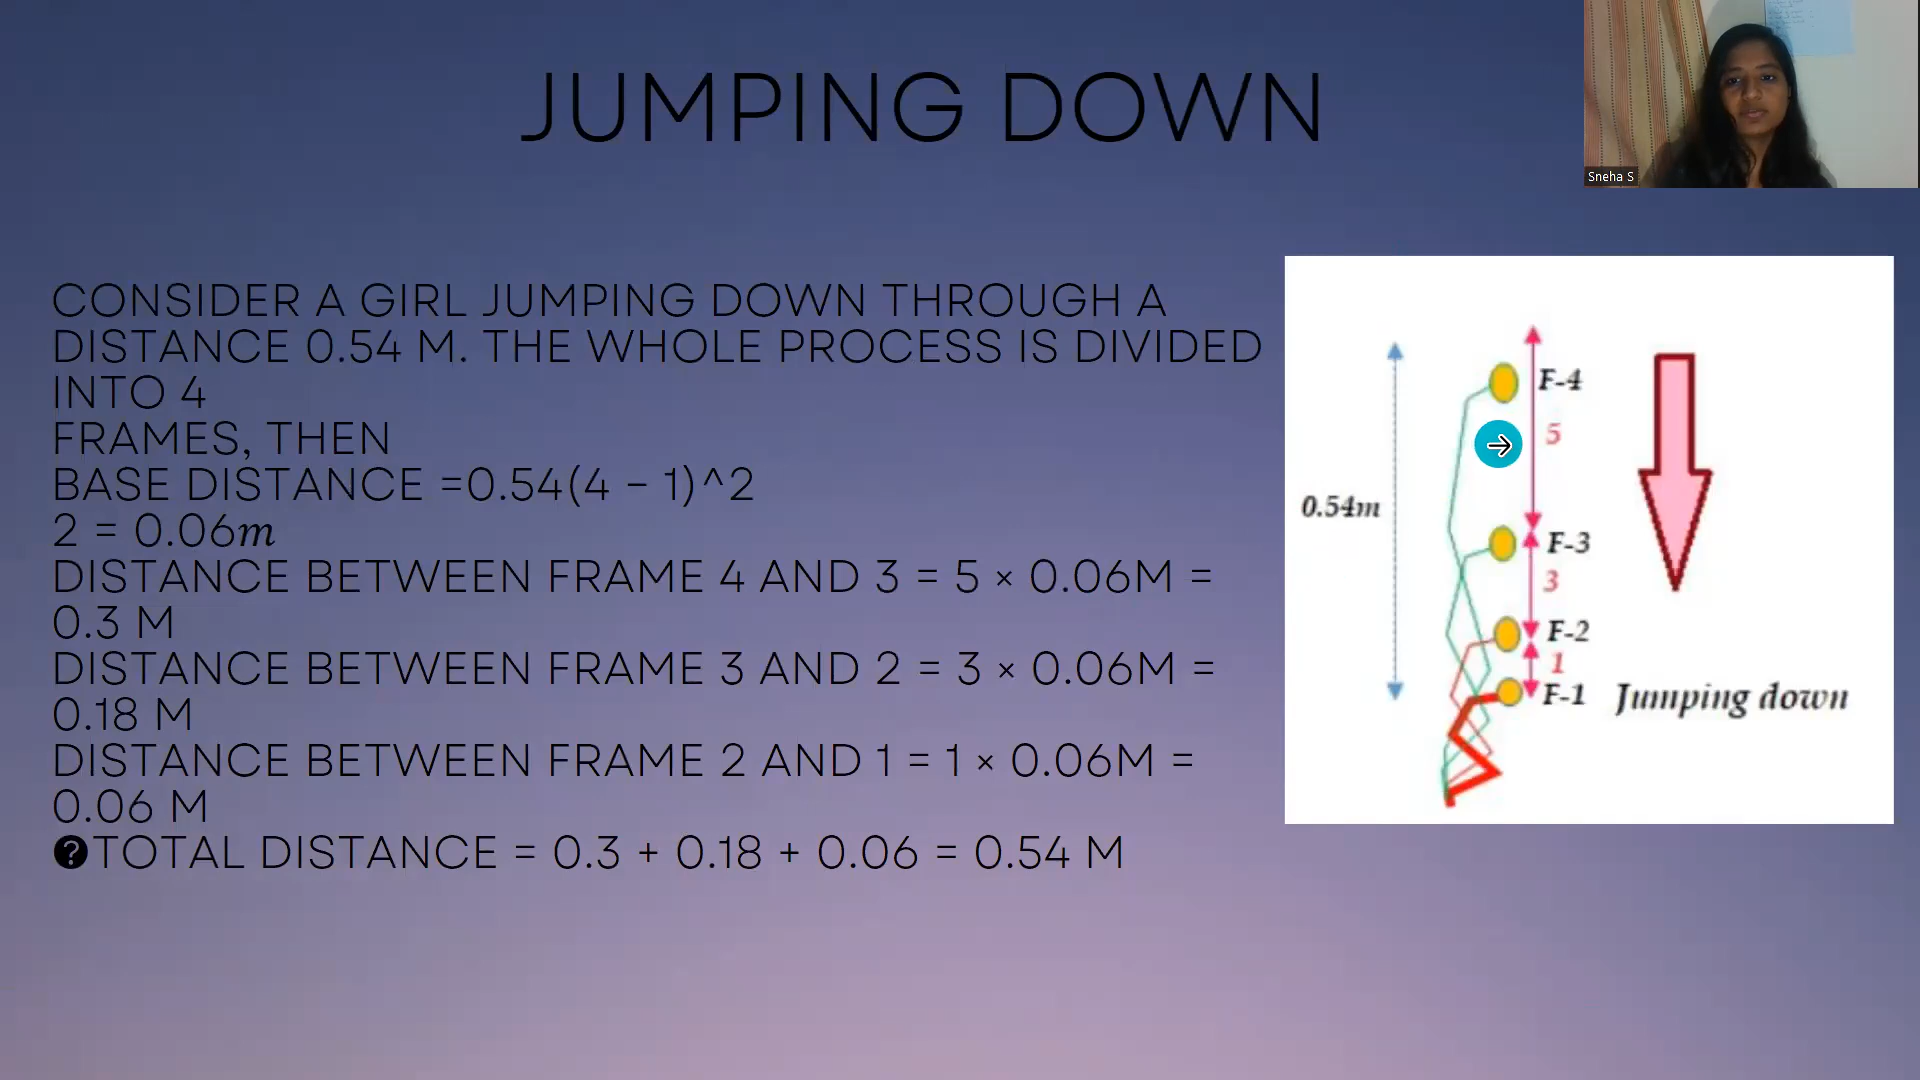 JUMPING DOWN
Sneha S
CONSIDER A GIRL JUMPING DOWN THROUGH A
DISTANCE 0.54 M. THE WHOLE PROCESS IS DIVIDED
INTO 4
FRAMES, THEN
BASE DISTANCE =0.54(4 − 1)^2
2 = 0.06𝑚
DISTANCE BETWEEN FRAME 4 AND 3 = 5 × 0.06M =
0.3 M
DISTANCE BETWEEN FRAME 3 AND 2 = 3 × 0.06M =
0.18 M
DISTANCE BETWEEN FRAME 2 AND 1 = 1 × 0.06M =
0.06 M
?TOTAL DISTANCE = 0.3 + 0.18 + 0.06 = 0.54 M
F-4
5
0.54m
F-3
3
F-2
1
F-1
Jumping down